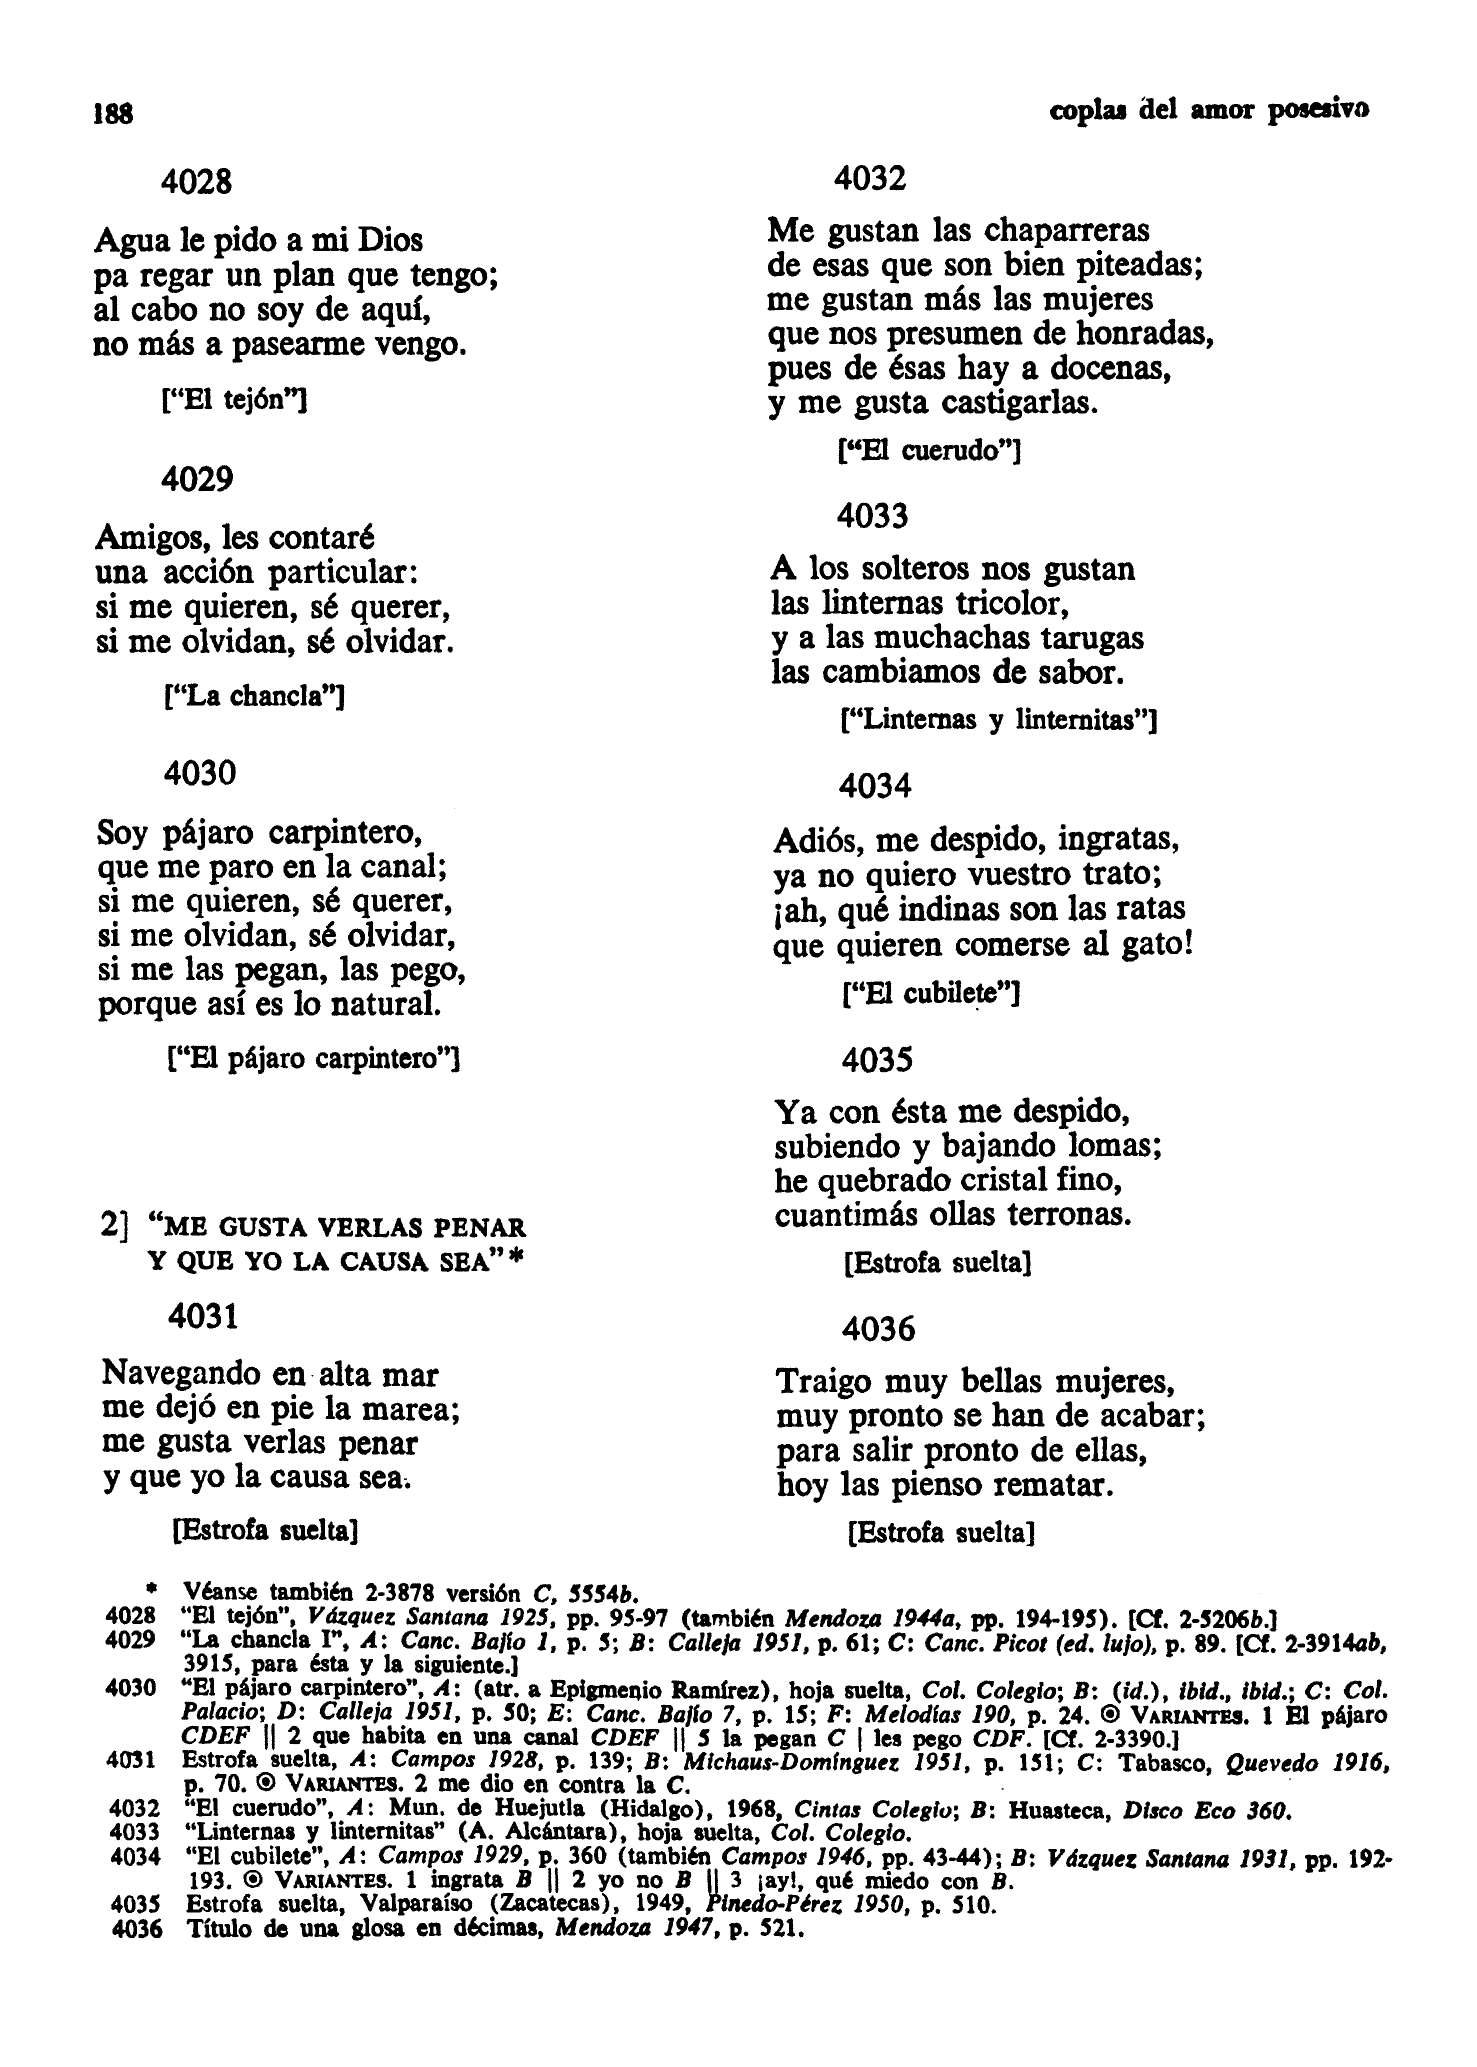 188
coplas del amor posesivo
4028
Agua le pido a mi Dios
pa regar un plan que tengo;
al cabo no soy de aquí,
no más a pasearme vengo.
[“El tejón”]
4029
Amigos, les contaré
una acción particular:
si me quieren, sé querer,
si me olvidan, sé olvidar.
[“La chancla”]
4030
Soy pájaro carpintero,
que me paro en la canal;
si me quieren, sé querer,
si me olvidan, sé olvidar,
si me las pegan, las pego,
porque así es lo natural.
[“El pájaro carpintero”]
2] “ME GUSTA VERLAS PENAR
Y QUE YO LA CAUSA SEA”*
4031
Navegando en alta mar
me dejó en pie la marea;
me gusta verlas penar
y que yo la causa sea.
[Estrofa suelta]
4032
Me gustan las chaparreras
de esas que son bien piteadas;
me gustan más las mujeres
que nos presumen de honradas,
pues de ésas hay a docenas,
y me gusta castigarlas.
[“El cuerudo”]
4033
A los solteros nos gustan
las linternas tricolor,
y a las muchachas tarugas
las cambiamos de sabor.
[“Linternas y linternitas”]
4034
Adiós, me despido, ingratas,
ya no quiero vuestro trato;
¡ah, qué indinas son las ratas
que quieren comerse al gato!
[“El cubilete”]
4035
Ya con ésta me despido,
subiendo y bajando lomas;
he quebrado cristal fino,
cuantimás ollas terronas.
[Estrofa suelta]
4036
Traigo muy bellas mujeres,
muy pronto se han de acabar;
para salir pronto de ellas,
hoy las pienso rematar.
[Estrofa suelta]
* Véanse también 2-3878 versión C, 5554b.
4028 “El tejón”, Vázquez Santana 1925, pp. 95-97 (también Mendoza 1944a, pp. 194-195). [Cf. 2-5206b.]
4029 “La chancla I”, A: Canc. Bajío 1, p. 5; B: Calleja 1951, p. 61; C: Canc. Picot (ed. lujo), p. 89. [Cf. 2-3914ab,
3915, para ésta y la siguiente.]
4030 “El pájaro carpintero”, A: (atr. a Epigmenio Ramírez), hoja suelta, Col. Colegio; B: (id.), ibid., ibid.; C: Col.
Palacio; D: Calleja 1951, p. 50; E: Canc. Bajío 7, p. 15; F: Melodías 190, p. 24. ⊙ VARIANTES. 1 El pájaro
CDEF || 2 que habita en una canal CDEF || 5 la pegan C | les pego CDF. [Cf. 2-3390.]
4031 Estrofa suelta, A: Campos 1928, p. 139; B: Michaus-Domínguez 1951, p. 151; C: Tabasco, Quevedo 1916,
p. 70. ⊙ VARIANTES. 2 me dio en contra la C.
4032 “El cuerudo”, A: Mun. de Huejutla (Hidalgo), 1968, Cintas Colegio; B: Huasteca, Disco Eco 360.
4033 “Linternas y linternitas” (A. Alcántara), hoja suelta, Col. Colegio.
4034 “El cubilete”, A: Campos 1929, p. 360 (también Campos 1946, pp. 43-44); B: Vázquez Santana 1931, pp. 192-
193. ⊙ VARIANTES. 1 ingrata B || 2 yo no B || 3 ¡ay!, qué miedo con B.
4035 Estrofa suelta, Valparaíso (Zacatecas), 1949, Pinedo-Pérez 1950, p. 510.
4036 Título de una glosa en décimas, Mendoza 1947, p. 521.